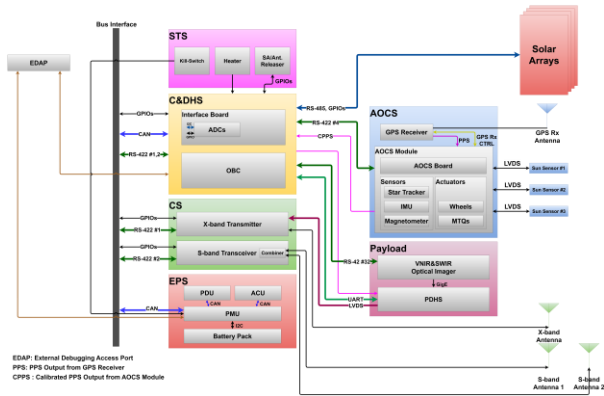 Bus Interface
EDAP
STS
Kill-Switch
Heater
SA/Ant.
Releaser
GPIOs
Solar
Arrays
C&DHS
Interface Board
ADCs
OBC
GPIOs
CAN
RS-422 #1,2
RS-485, GPIOs
RS-422 #4
CPPS
AOCS
GPS Receiver
GPS Rx
CTRL
PPS
GPS Rx
Antenna
AOCS Module
AOCS Board
Sensors
Star Tracker
IMU
Magnetometer
Actuators
Wheels
MTQs
LVDS
Sun Sensor #1
LVDS
Sun Sensor #2
LVDS
Sun Sensor #3
CS
GPIOs
X-band Transmitter
RS-422 #1
GPIOs
S-band Transceiver
Combiner
RS-422 #2
Payload
RS-42 #32
VNIR&SWIR
Optical Imager
GigE
PDHS
UART
LVDS
EPS
PDU
ACU
CAN
CAN
CAN
PMU
I2C
Battery Pack
X-band
Antenna
S-band
Antenna 1
S-band
Antenna 2
EDAP: External Debugging Access Port
PPS: PPS Output from GPS Receiver
CPPS : Calibrated PPS Output from AOCS Module